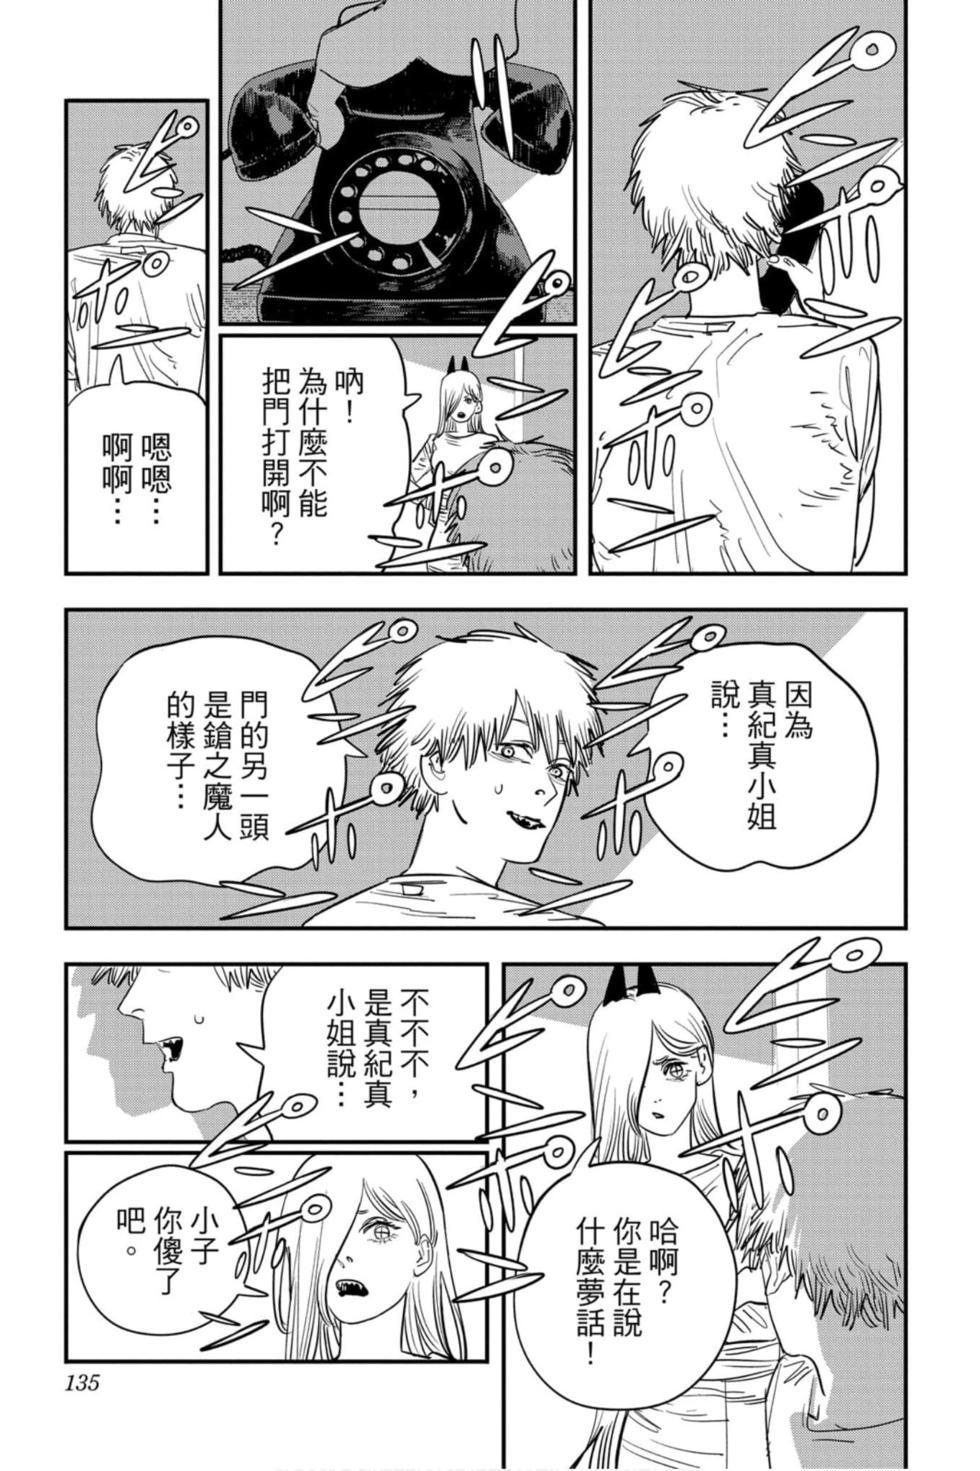 吶！
為什麼不能
把門打開啊？
嗯嗯…
啊啊…
因為
真紀真小姐
說…
門的另一頭
是鎗之魔人
的樣子…
哈啊？
你是在說
什麼夢話！
不不不，
是真紀真
小姐說…
小子
你傻了
吧。
135